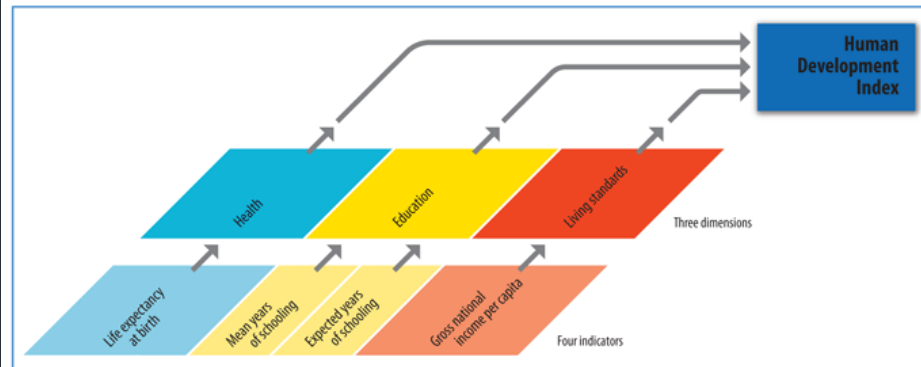 Human
Development
Index
Health
Education
Living standards
Three dimensions
Life expectancy
at birth
Mean years
of schooling
Expected years
of schooling
Gross national
income per capita
Four indicators